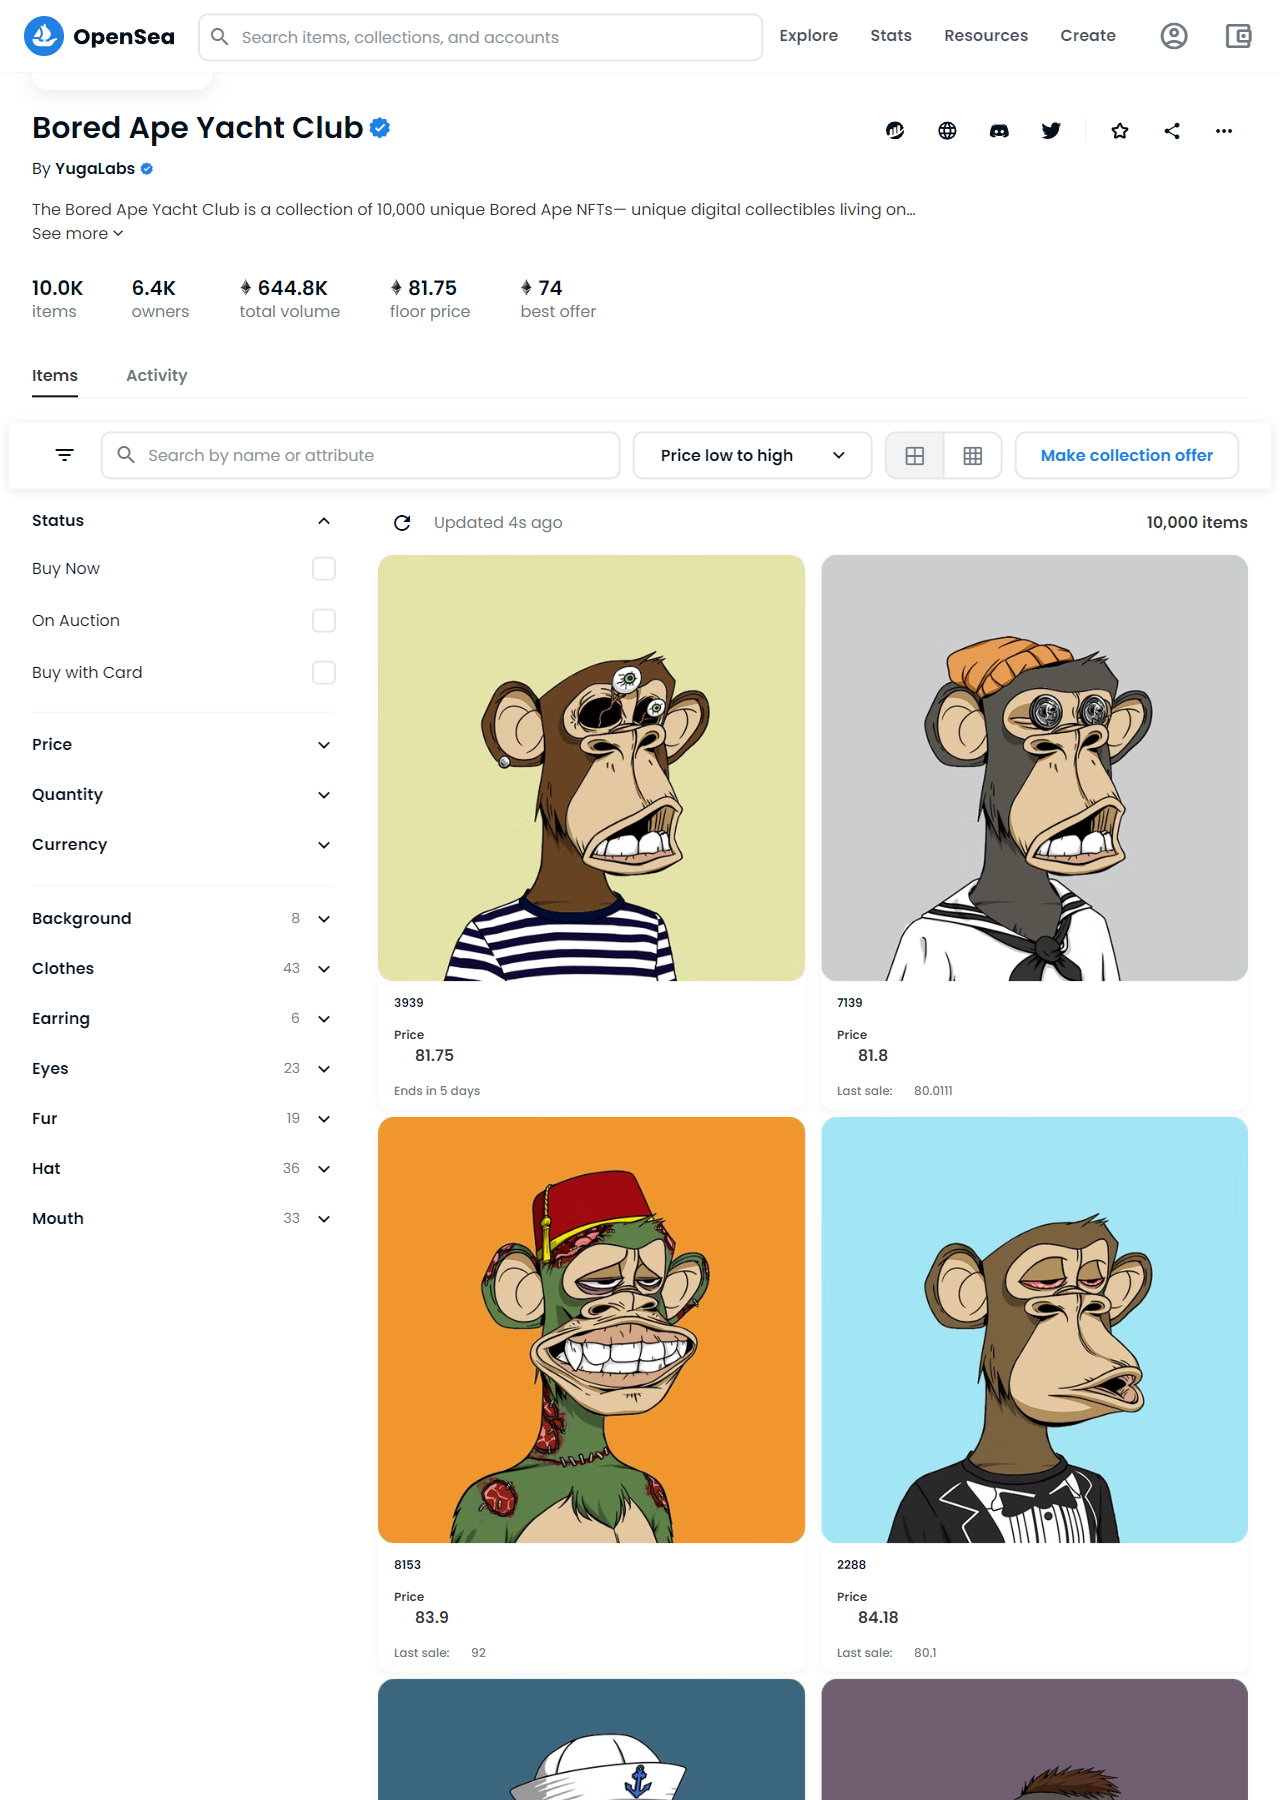 OpenSea
Search items, collections, and accounts
Explore
Stats
Resources
Create
Bored Ape Yacht Club
By YugaLabs
The Bored Ape Yacht Club is a collection of 10,000 unique Bored Ape NFTs— unique digital collectibles living on...
See more
10.0K
items
6.4K
owners
644.8K
total volume
81.75
floor price
74
best offer
Items
Activity
Search by name or attribute
Price low to high
Make collection offer
Status
Buy Now
On Auction
Buy with Card
Price
Quantity
Currency
Background 8
Clothes 43
Earring 6
Eyes 23
Fur 19
Hat 36
Mouth 33
Updated 4s ago
10,000 items
3939
Price
81.75
Ends in 5 days
7139
Price
81.8
Last sale: 80.0111
8153
Price
83.9
Last sale: 92
2288
Price
84.18
Last sale: 80.1